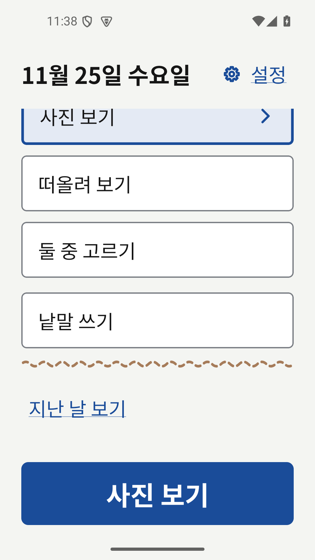 11:38
11월 25일 수요일
설정
사진 보기
떠올려 보기
둘 중 고르기
낱말 쓰기
지난 날 보기
사진 보기